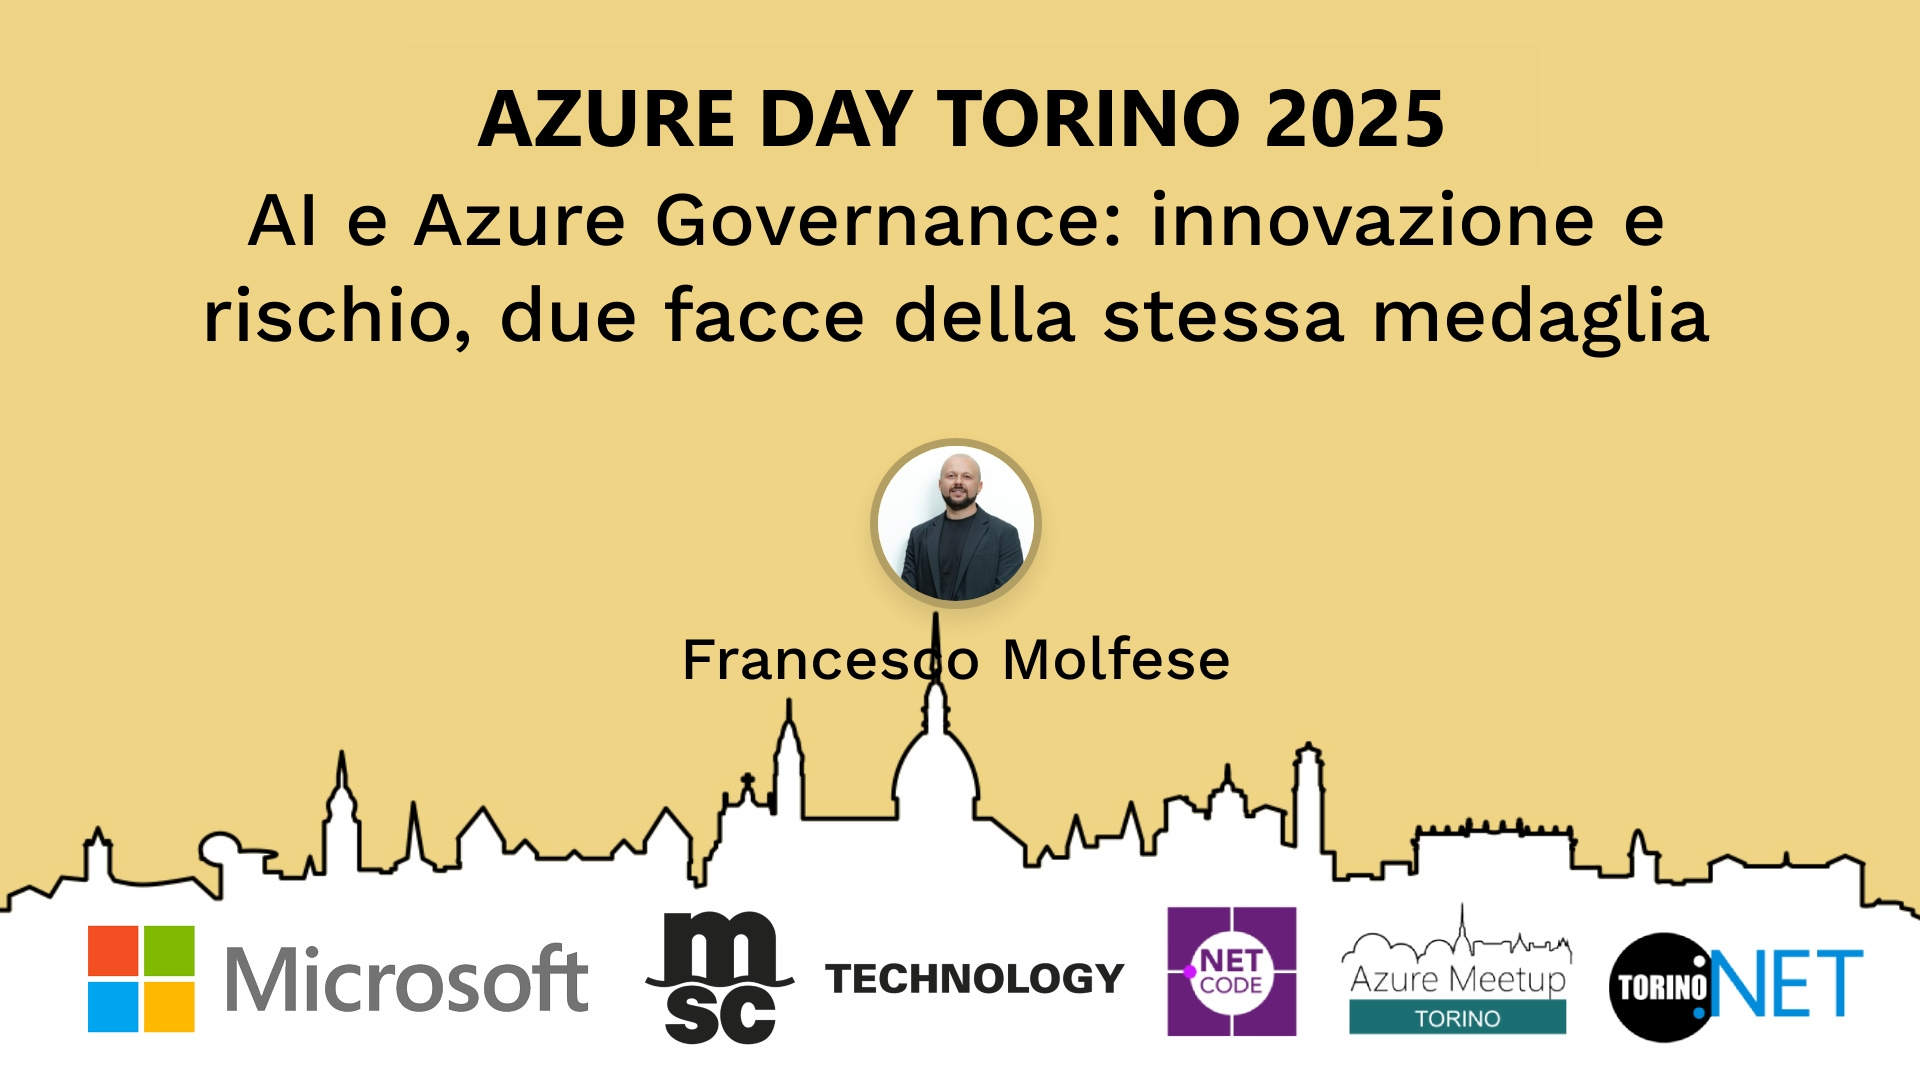 AZURE DAY TORINO 2025
AI e Azure Governance: innovazione e
rischio, due facce della stessa medaglia
Francesco Molfese
Microsoft
msc TECHNOLOGY
NET
CODE
Azure Meetup
TORINO
TORINO.NET